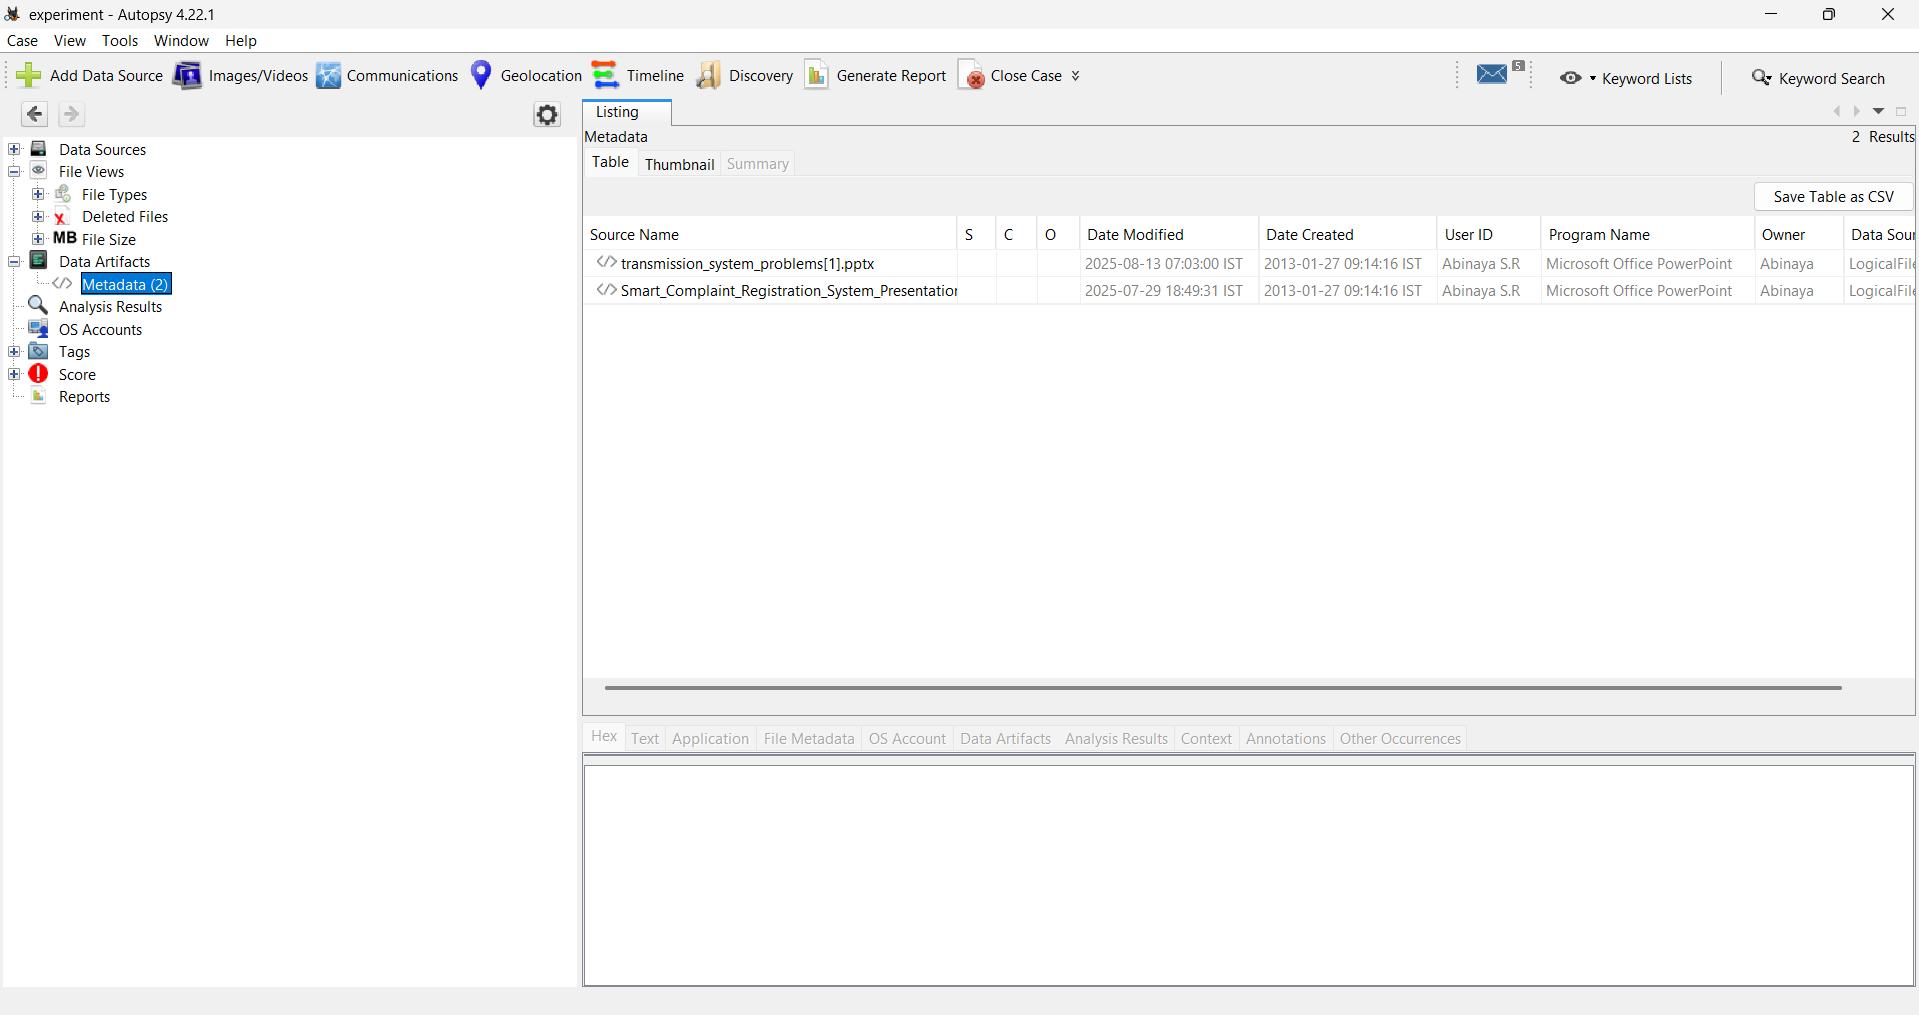 experiment - Autopsy 4.22.1
Case View Tools Window Help
Add Data Source Images/Videos Communications Geolocation Timeline Discovery Generate Report Close Case 5 Keyword Lists Keyword Search
Data Sources
File Views
File Types
Deleted Files
MB File Size
Data Artifacts
Metadata (2)
Analysis Results
OS Accounts
Tags
Score
Reports
Listing
Metadata 2 Results
Table Thumbnail Summary
Save Table as CSV
Source Name S C O Date Modified Date Created User ID Program Name Owner Data Sour
transmission_system_problems[1].pptx 2025-08-13 07:03:00 IST 2013-01-27 09:14:16 IST Abinaya S.R Microsoft Office PowerPoint Abinaya LogicalFile
Smart_Complaint_Registration_System_Presentation 2025-07-29 18:49:31 IST 2013-01-27 09:14:16 IST Abinaya S.R Microsoft Office PowerPoint Abinaya LogicalFile
Hex Text Application File Metadata OS Account Data Artifacts Analysis Results Context Annotations Other Occurrences